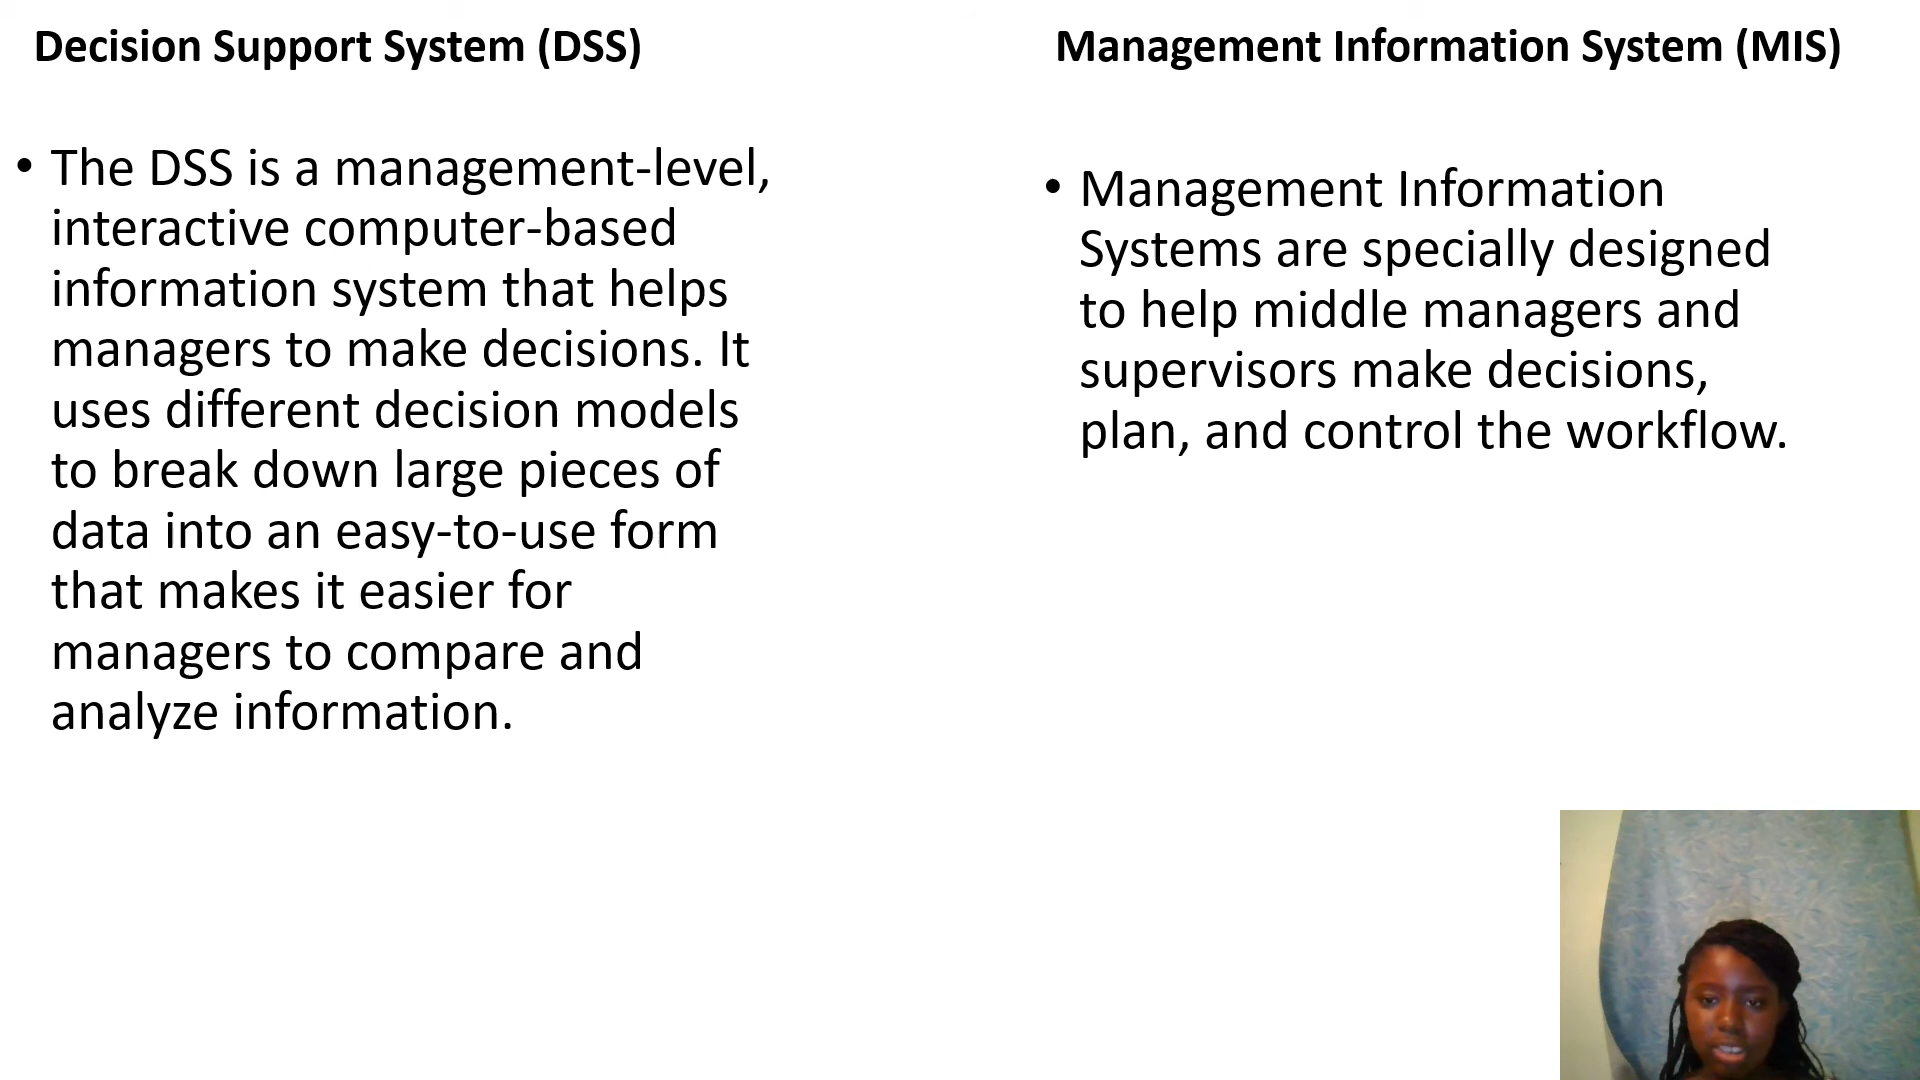 Decision Support System (DSS)
• The DSS is a management-level,
interactive computer-based
information system that helps
managers to make decisions. It
uses different decision models
to break down large pieces of
data into an easy-to-use form
that makes it easier for
managers to compare and
analyze information.
Management Information System (MIS)
• Management Information
Systems are specially designed
to help middle managers and
supervisors make decisions,
plan, and control the workflow.